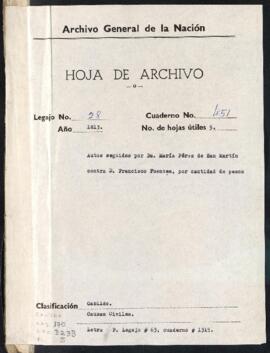 Archivo General de la Nación
HOJA DE ARCHIVO
Legajo No. 28
Cuaderno No. 451
Año 1815.
No. de hojas útiles 5.
Autos seguidos por Da. María Pérez de San Martín
contra D. Francisco Fuentes, por cantidad de pesos
Clasificación Cabildo.
Causas Civiles.
Letra P. Legajo # 63, cuaderno # 1315.